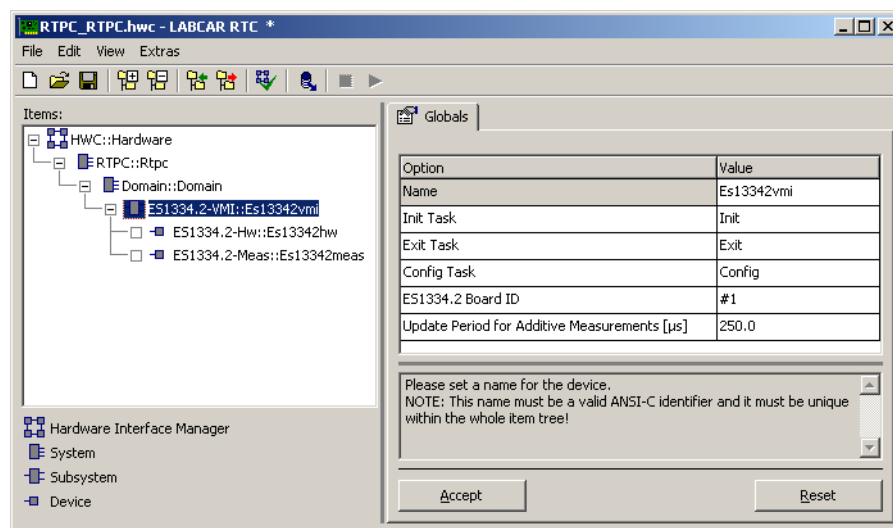 RTPC_RTPC.hwc - LABCAR RTC *
File Edit View Extras
Items:
HWC::Hardware
RTPC::Rtpc
Domain::Domain
ES1334.2-VMI::Es13342vmi
ES1334.2-Hw::Es13342hw
ES1334.2-Meas::Es13342meas
Hardware Interface Manager
System
Subsystem
Device
Globals
Option Value
Name Es13342vmi
Init Task Init
Exit Task Exit
Config Task Config
ES1334.2 Board ID #1
Update Period for Additive Measurements [µs] 250.0
Please set a name for the device.
NOTE: This name must be a valid ANSI-C identifier and it must be unique
within the whole item tree!
Accept Reset